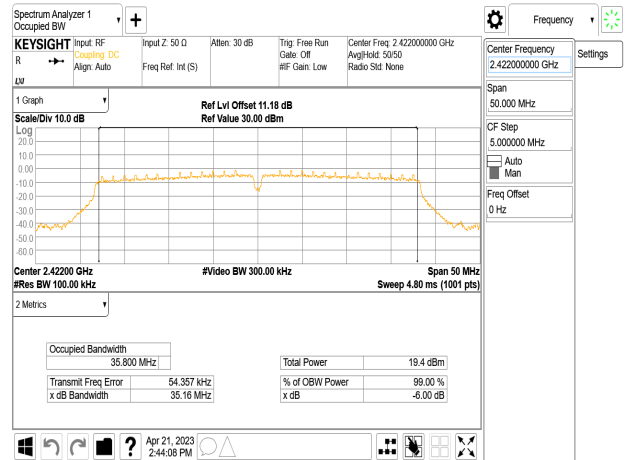 Spectrum Analyzer 1
Occupied BW
Frequency
KEYSIGHT
Input: RF
Coupling: DC
Align: Auto
Input Z: 50 Ω
Freq Ref: Int (S)
Atten: 30 dB
Trig: Free Run
Gate: Off
#IF Gain: Low
Center Freq: 2.422000000 GHz
Avg|Hold: 50/50
Radio Std: None
R
LXI
Center Frequency
2.422000000 GHz
Settings
Span
50.000 MHz
CF Step
5.000000 MHz
Auto
Man
Freq Offset
0 Hz
1 Graph
Ref Lvl Offset 11.18 dB
Scale/Div 10.0 dB
Ref Value 30.00 dBm
Log
20.0
10.0
0.00
-10.0
-20.0
-30.0
-40.0
-50.0
-60.0
Center 2.42200 GHz
#Video BW 300.00 kHz
Span 50 MHz
#Res BW 100.00 kHz
Sweep 4.80 ms (1001 pts)
2 Metrics
Occupied Bandwidth
35.800 MHz
Total Power 19.4 dBm
Transmit Freq Error 54.357 kHz
% of OBW Power 99.00 %
x dB Bandwidth 35.16 MHz
x dB -6.00 dB
?
Apr 21, 2023
2:44:08 PM